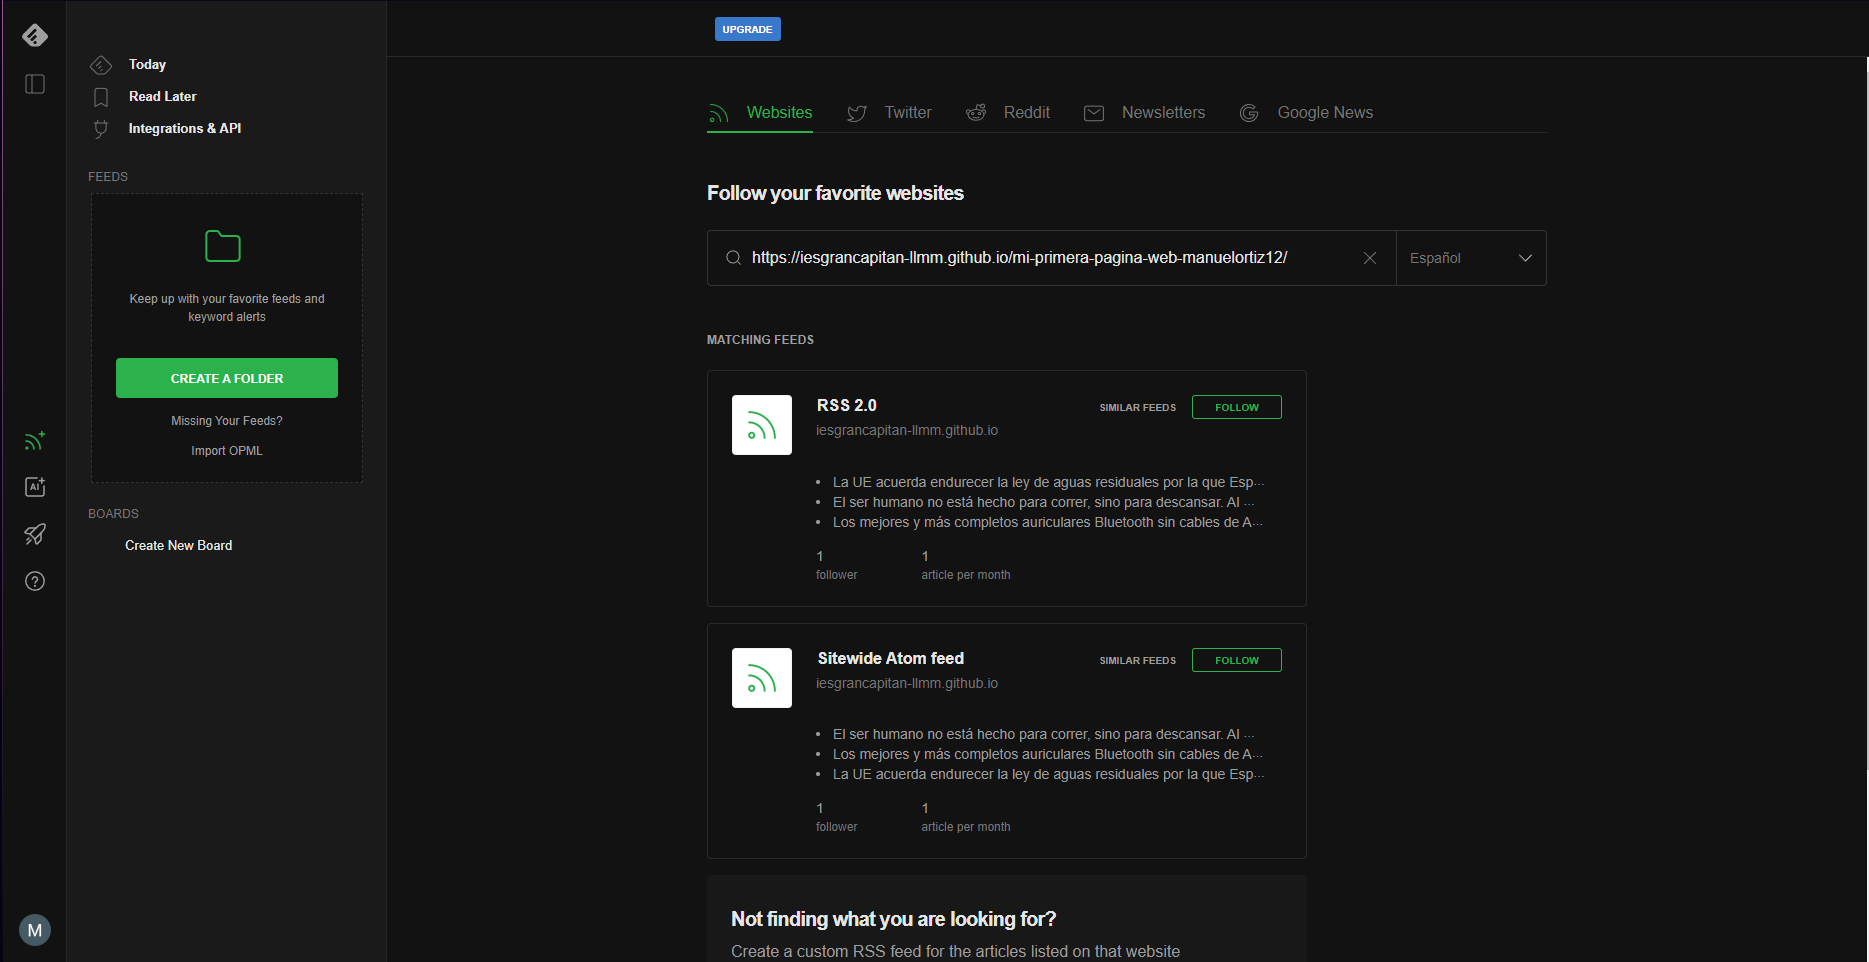 UPGRADE
Today
Read Later
Integrations & API
FEEDS
Keep up with your favorite feeds and
keyword alerts
CREATE A FOLDER
Missing Your Feeds?
Import OPML
BOARDS
Create New Board
AI
M
Websites
Twitter
Reddit
Newsletters
Google News
Follow your favorite websites
https://iesgrancapitan-llmm.github.io/mi-primera-pagina-web-manuelortiz12/
Español
MATCHING FEEDS
RSS 2.0
SIMILAR FEEDS
FOLLOW
iesgrancapitan-llmm.github.io
• La UE acuerda endurecer la ley de aguas residuales por la que Esp...
• El ser humano no está hecho para correr, sino para descansar. Al ...
• Los mejores y más completos auriculares Bluetooth sin cables de A...
1 follower
1 article per month
Sitewide Atom feed
SIMILAR FEEDS
FOLLOW
iesgrancapitan-llmm.github.io
• El ser humano no está hecho para correr, sino para descansar. Al ...
• Los mejores y más completos auriculares Bluetooth sin cables de A...
• La UE acuerda endurecer la ley de aguas residuales por la que Esp...
1 follower
1 article per month
Not finding what you are looking for?
Create a custom RSS feed for the articles listed on that website